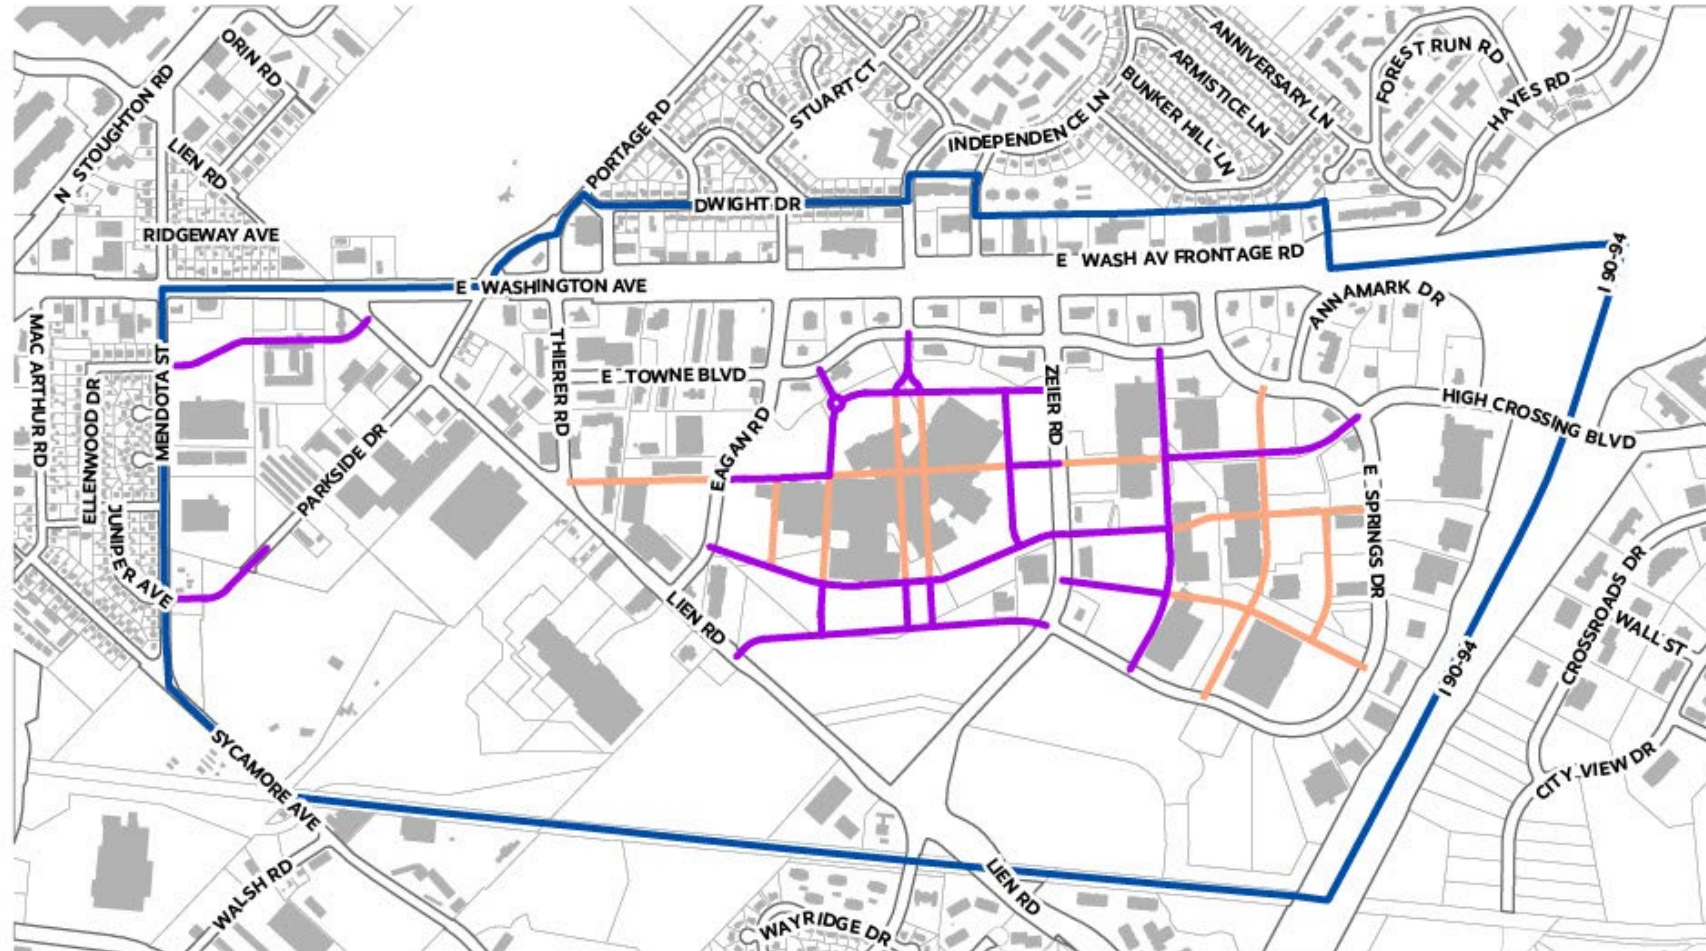 ORIN RD
N STOUGHTON RD
LIEN RD
RIDGEWAY AVE
PORTAGE RD
STUART CT
DWIGHT DR
INDEPENDENCE LN
BUNKER HILL LN
ARMISTICE LN
ANNIVERSARY LN
FOREST RUN RD
HAYES RD
E WASH AV FRONTAGE RD
I 90-94
E WASHINGTON AVE
ANNAMARK DR
MAC ARTHUR RD
ELLENWOOD DR
MENDOTA ST
JUNIPER AVE
PARKSIDE DR
THIERER RD
E TOWNE BLVD
EAGAN RD
ZEIER RD
HIGH CROSSING BLVD
E SPRINGS DR
LIEN RD
CROSSROADS DR
WALL ST
I 90-94
CITY VIEW DR
SYCAMORE AVE
WALSH RD
WAYRIDGE DR
LIEN RD